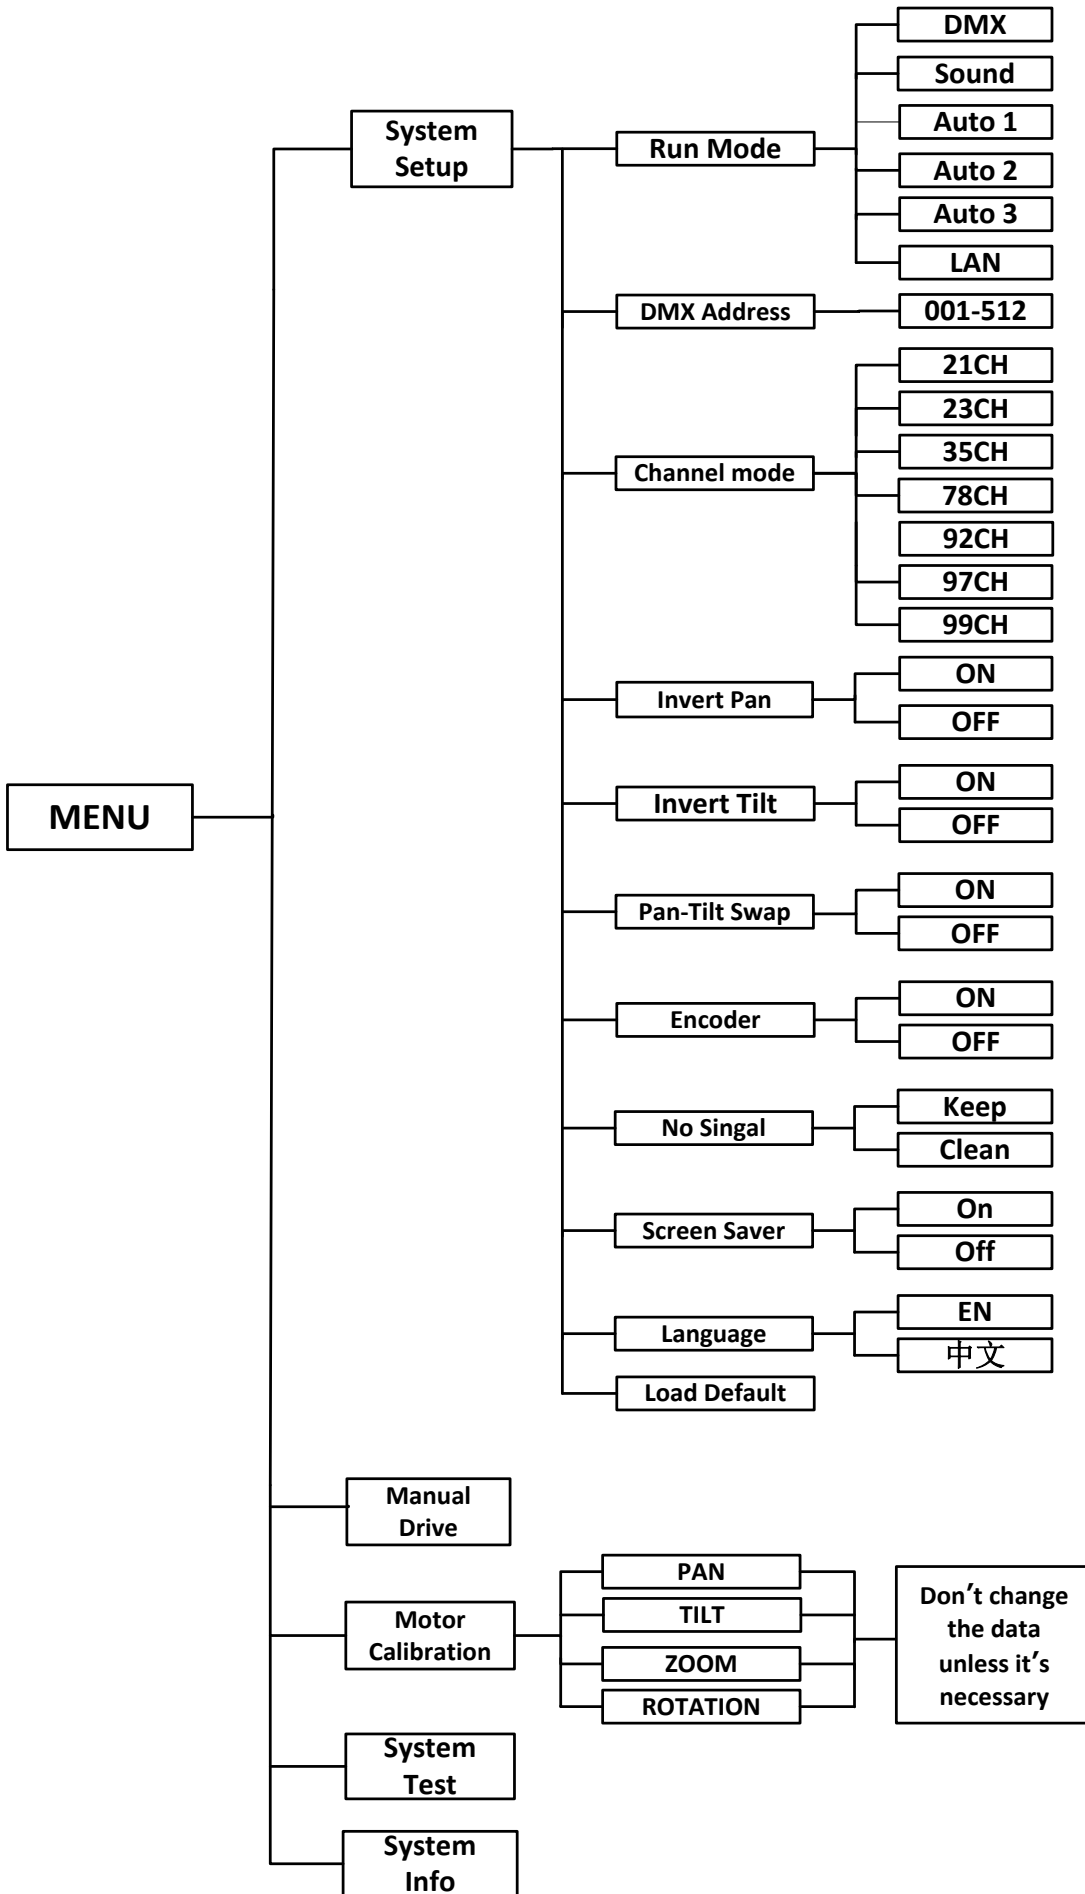 MENU
System
Setup
Run Mode
DMX
Sound
Auto 1
Auto 2
Auto 3
LAN
DMX Address
001-512
Channel mode
21CH
23CH
35CH
78CH
92CH
97CH
99CH
Invert Pan
ON
OFF
Invert Tilt
ON
OFF
Pan-Tilt Swap
ON
OFF
Encoder
ON
OFF
No Singal
Keep
Clean
Screen Saver
On
Off
Language
EN
中文
Load Default
Manual
Drive
Motor
Calibration
PAN
TILT
ZOOM
ROTATION
Don’t change
the data
unless it’s
necessary
System
Test
System
Info